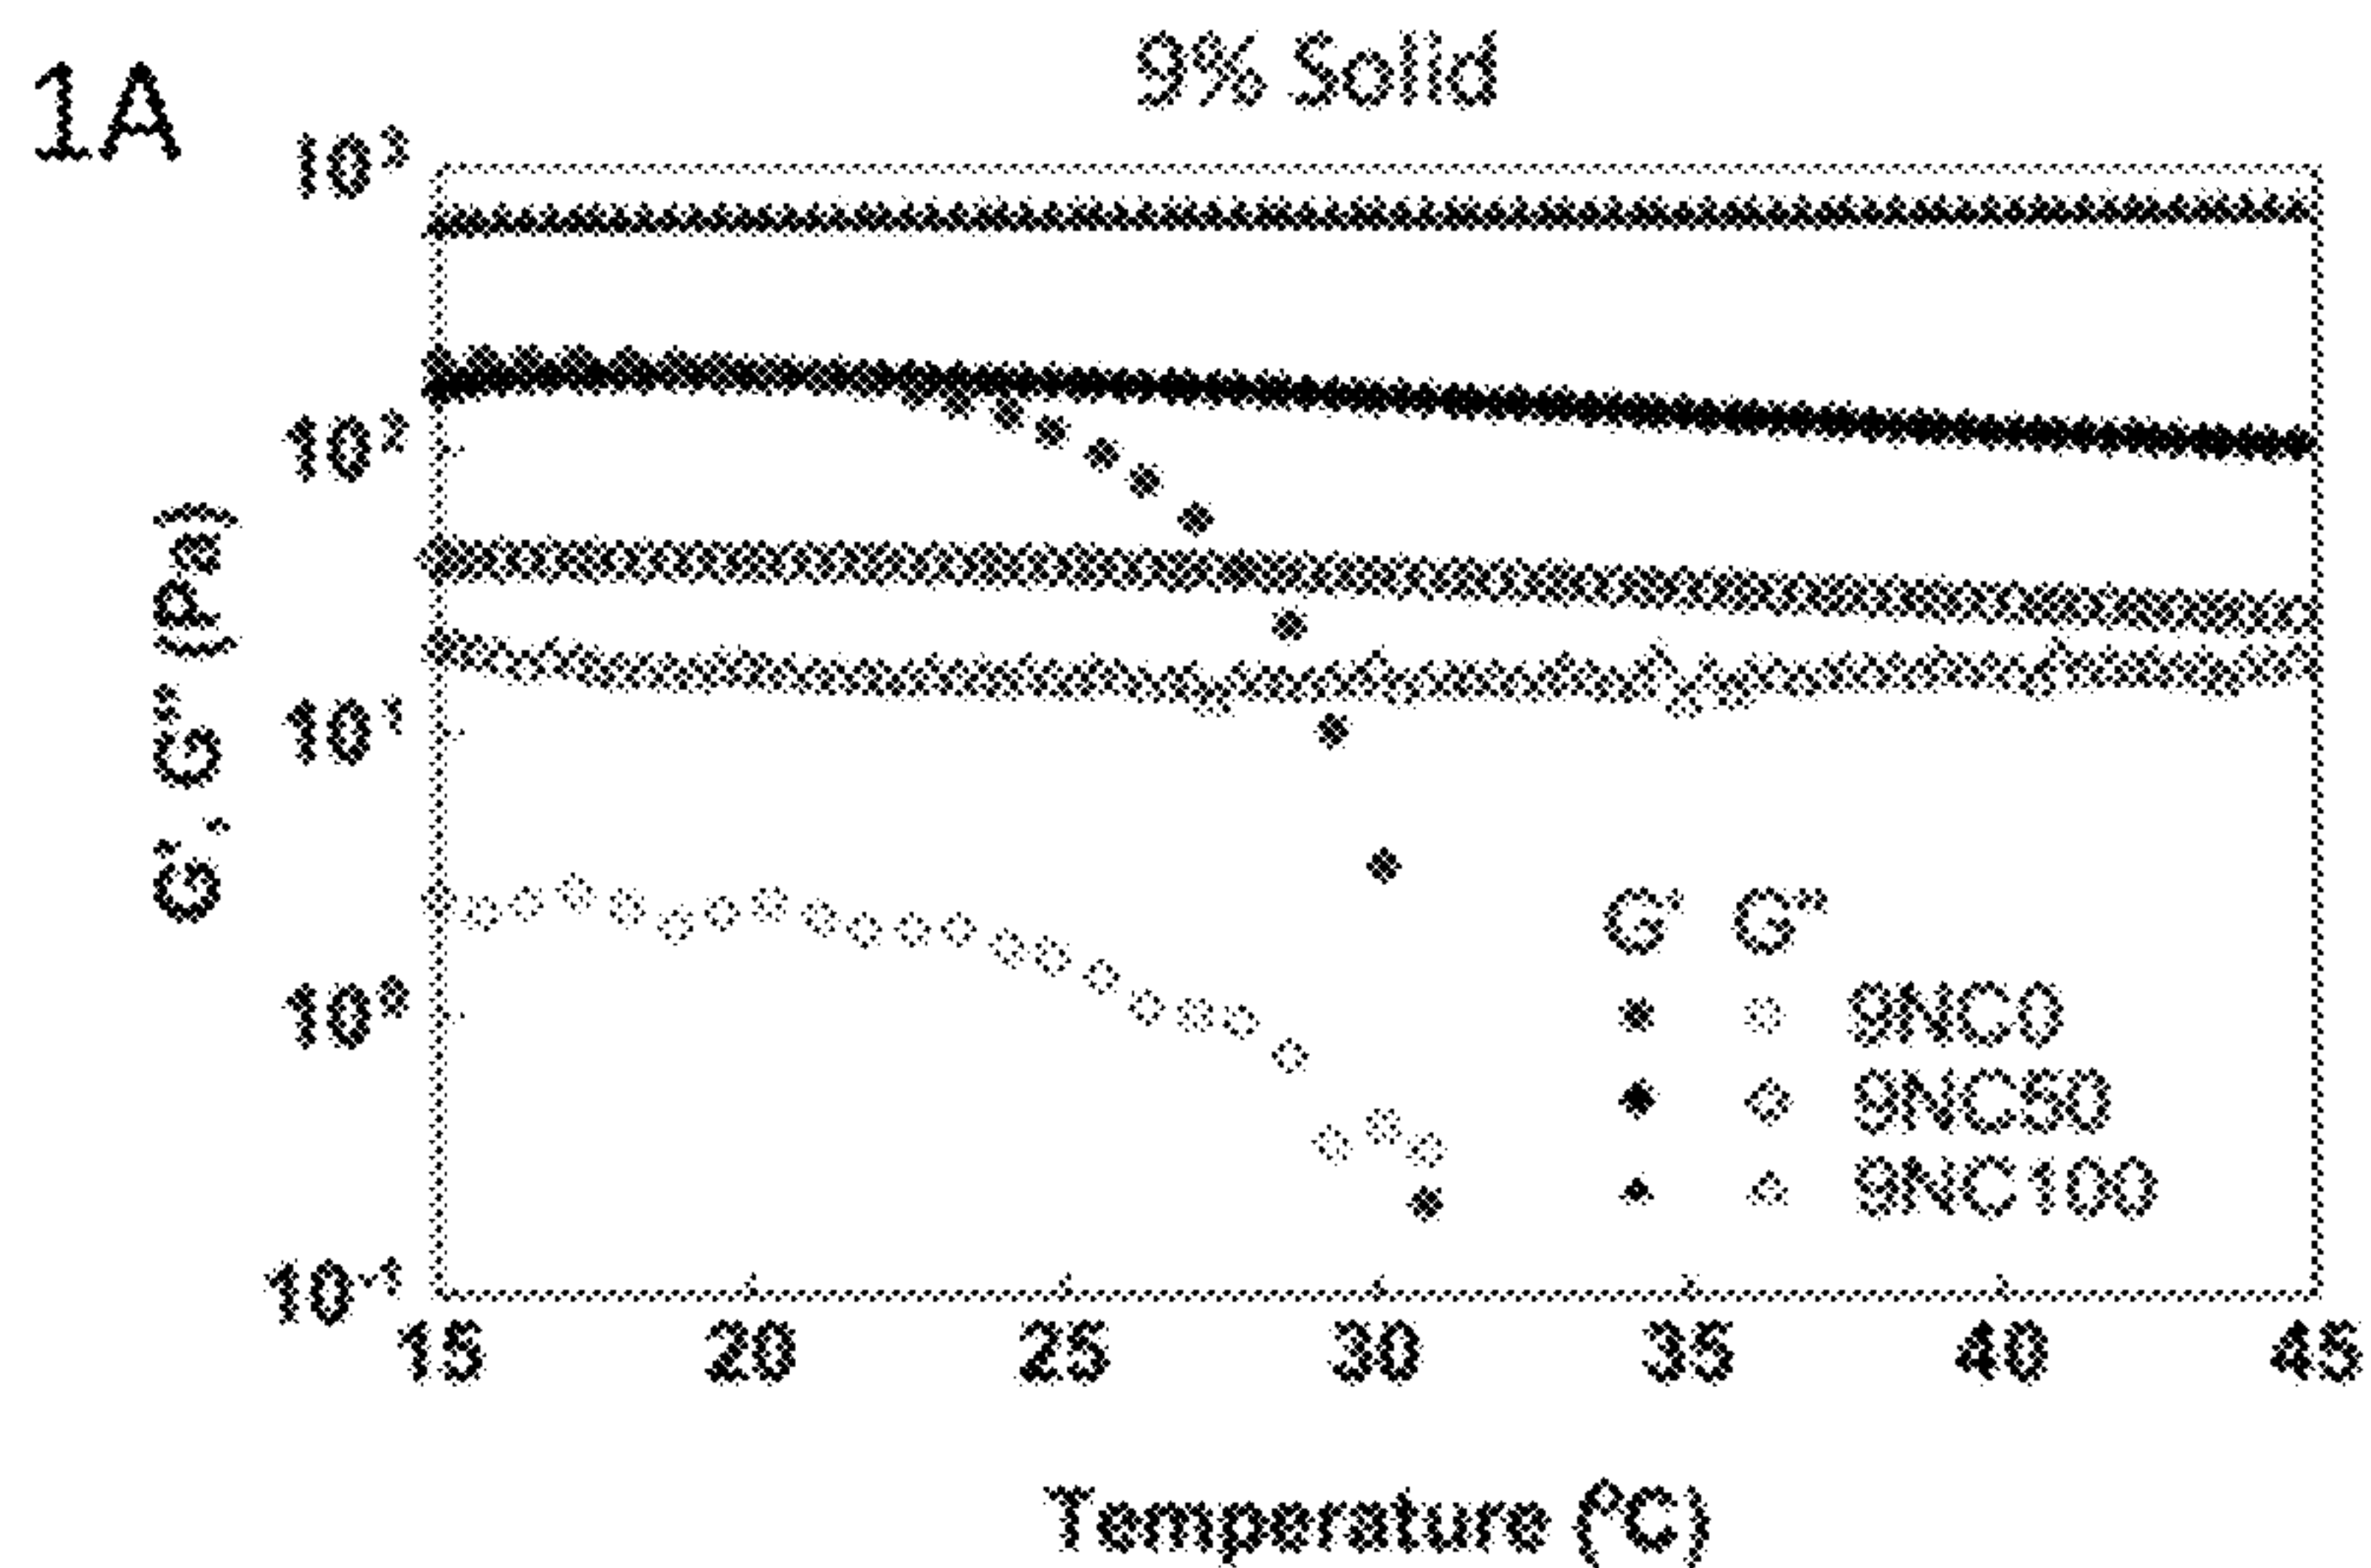 1A
9% Solid
10³
10²
10¹
10⁰
10⁻¹
G', G" (Pa)
G' G"
9NC0
9NC50
9NC100
15 20 25 30 35 40 45
Temperature (⁰C)